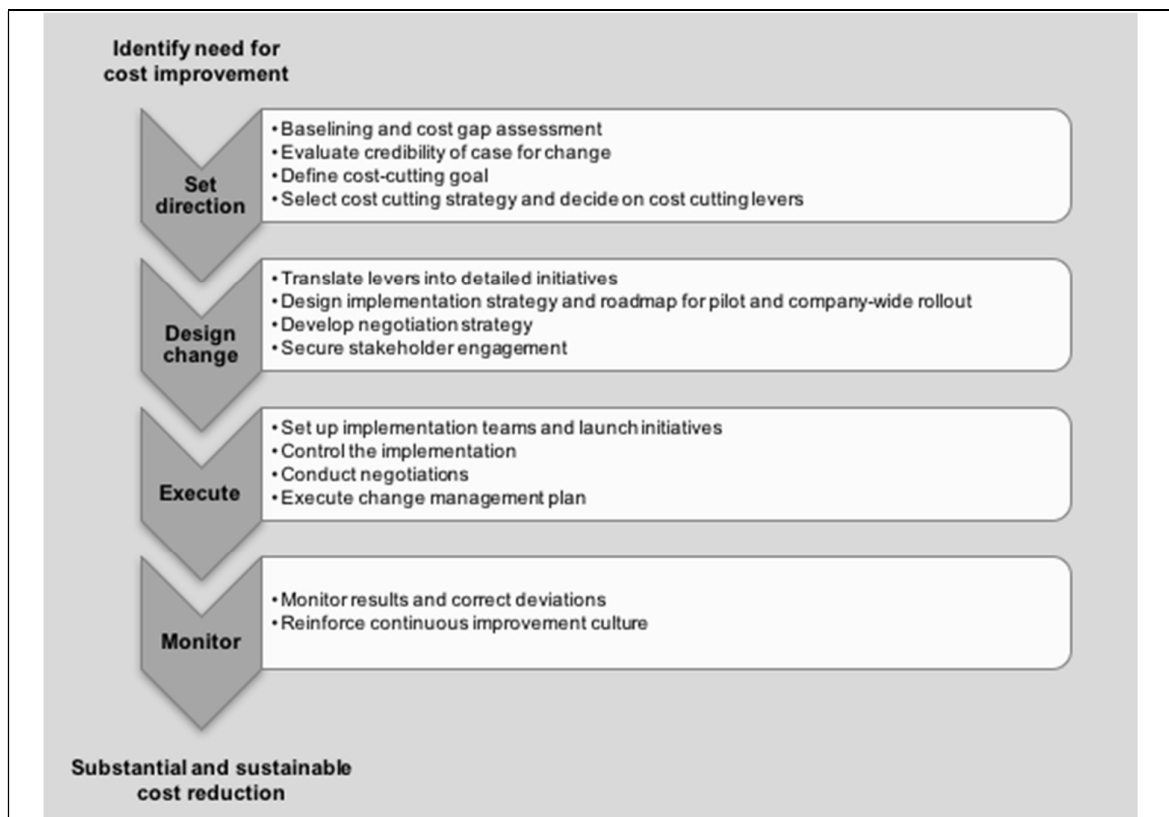 Identify need for
cost improvement
Set
direction
• Baselining and cost gap assessment
• Evaluate credibility of case for change
• Define cost-cutting goal
• Select cost cutting strategy and decide on cost cutting levers
Design
change
• Translate levers into detailed initiatives
• Design implementation strategy and roadmap for pilot and company-wide rollout
• Develop negotiation strategy
• Secure stakeholder engagement
Execute
• Set up implementation teams and launch initiatives
• Control the implementation
• Conduct negotiations
• Execute change management plan
Monitor
• Monitor results and correct deviations
• Reinforce continuous improvement culture
Substantial and sustainable
cost reduction